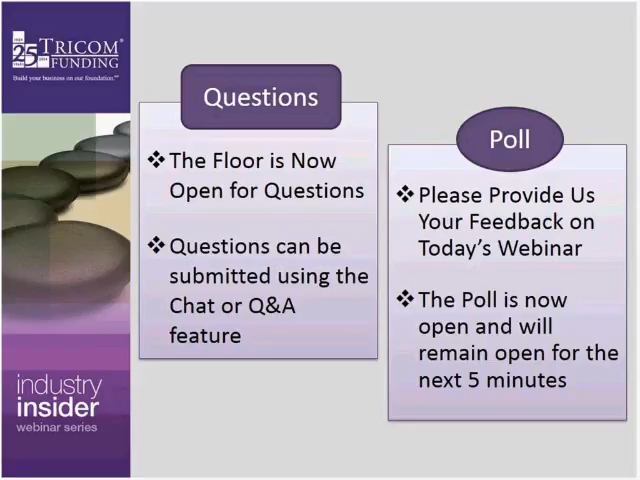 25
TRICOM®
FUNDING
Build your business on our foundation.℠
Questions
❖ The Floor is Now
Open for Questions
❖ Questions can be
submitted using the
Chat or Q&A
feature
Poll
❖ Please Provide Us
Your Feedback on
Today's Webinar
❖ The Poll is now
open and will
remain open for the
next 5 minutes
industry
insider
webinar series